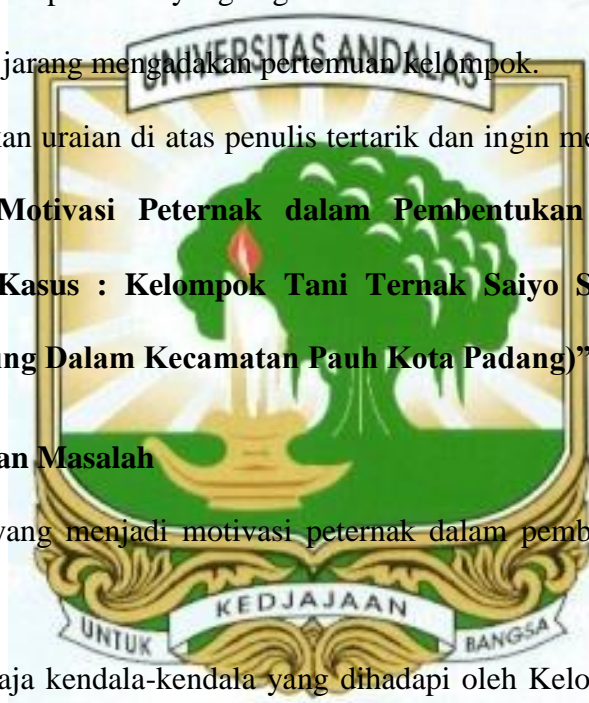 jarang mengadakan pertemuan kelompok.
UNIVERSITAS ANDALAS
kan uraian di atas penulis tertarik dan ingin me
Motivasi Peternak dalam Pembentukan
Kasus : Kelompok Tani Ternak Saiyo S
ung Dalam Kecamatan Pauh Kota Padang)”
an Masalah
yang menjadi motivasi peternak dalam pemb
KEDJAJAAN
UNTUK
BANGSA
aja kendala-kendala yang dihadapi oleh Kelo